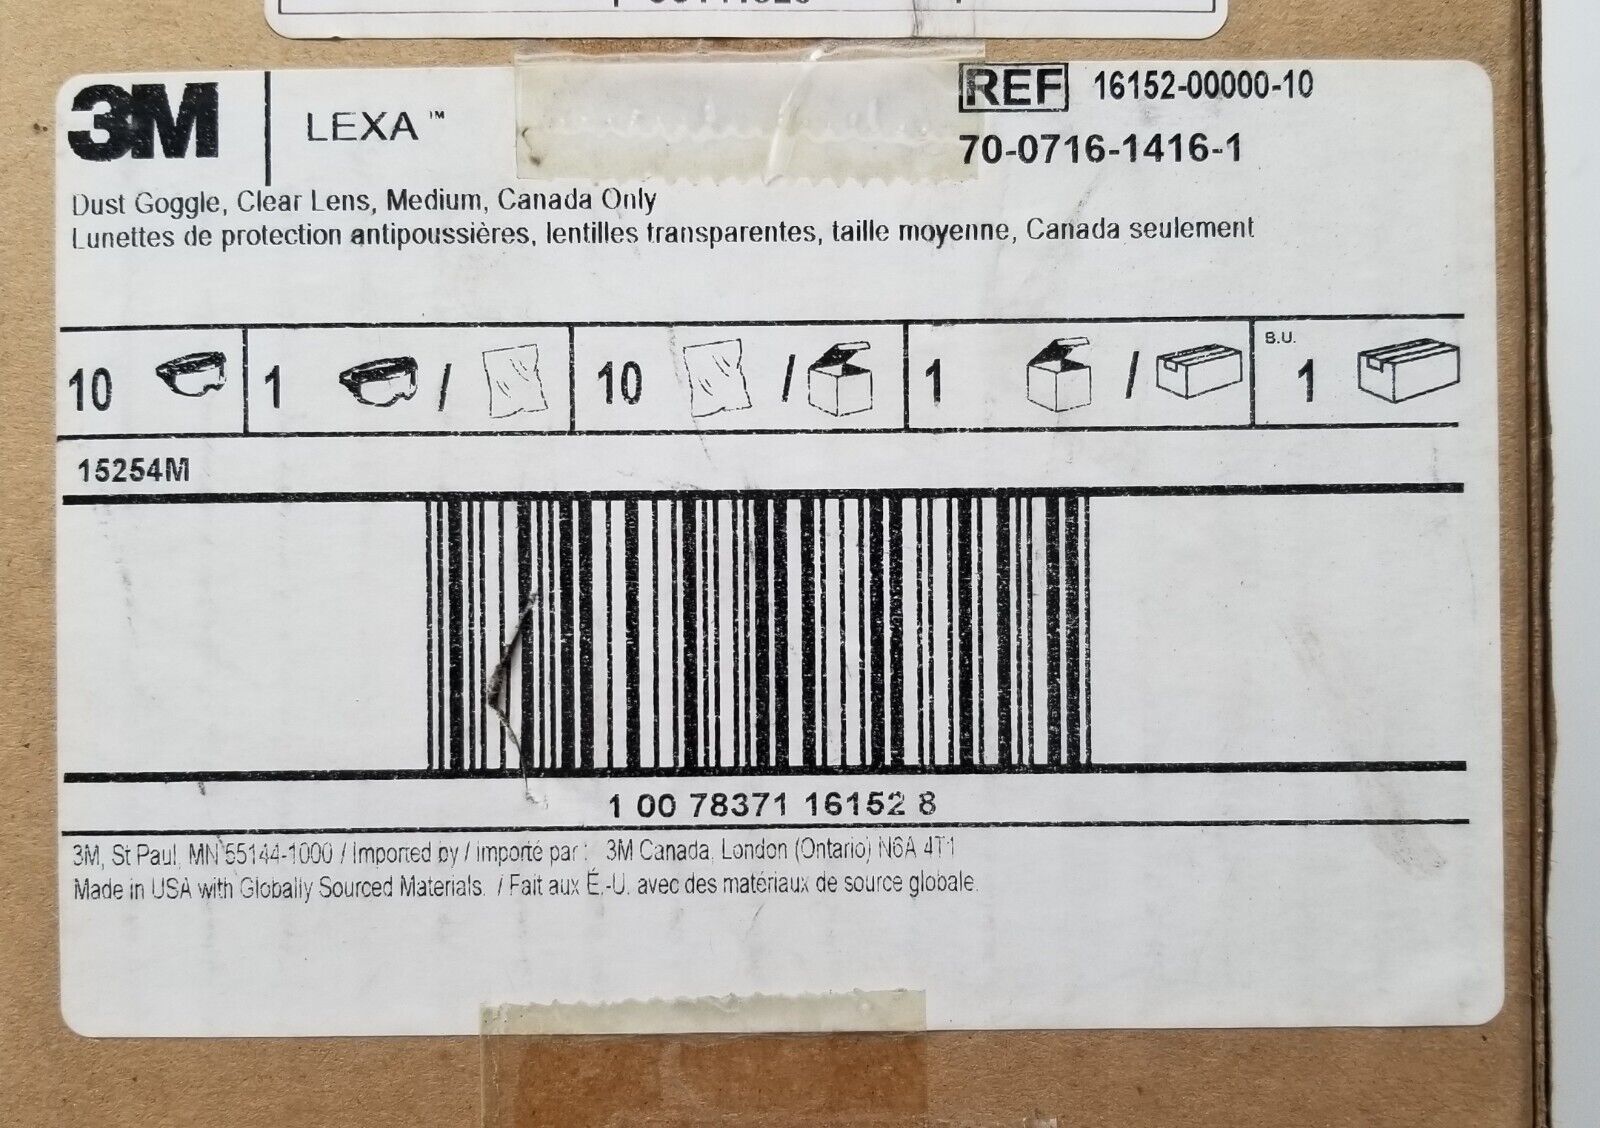 3M
LEXA™
REF 16152-00000-10
70-0716-1416-1
Dust Goggle, Clear Lens, Medium, Canada Only
Lunettes de protection antipoussières, lentilles transparentes, taille moyenne, Canada seulement
10 1 / 10 / 1 / B.U. 1
15254M
1 00 78371 16152 8
3M, St Paul, MN 55144-1000 / Imported by / importé par : 3M Canada, London (Ontario) N6A 4T1
Made in USA with Globally Sourced Materials. / Fait aux É.-U. avec des matériaux de source globale.